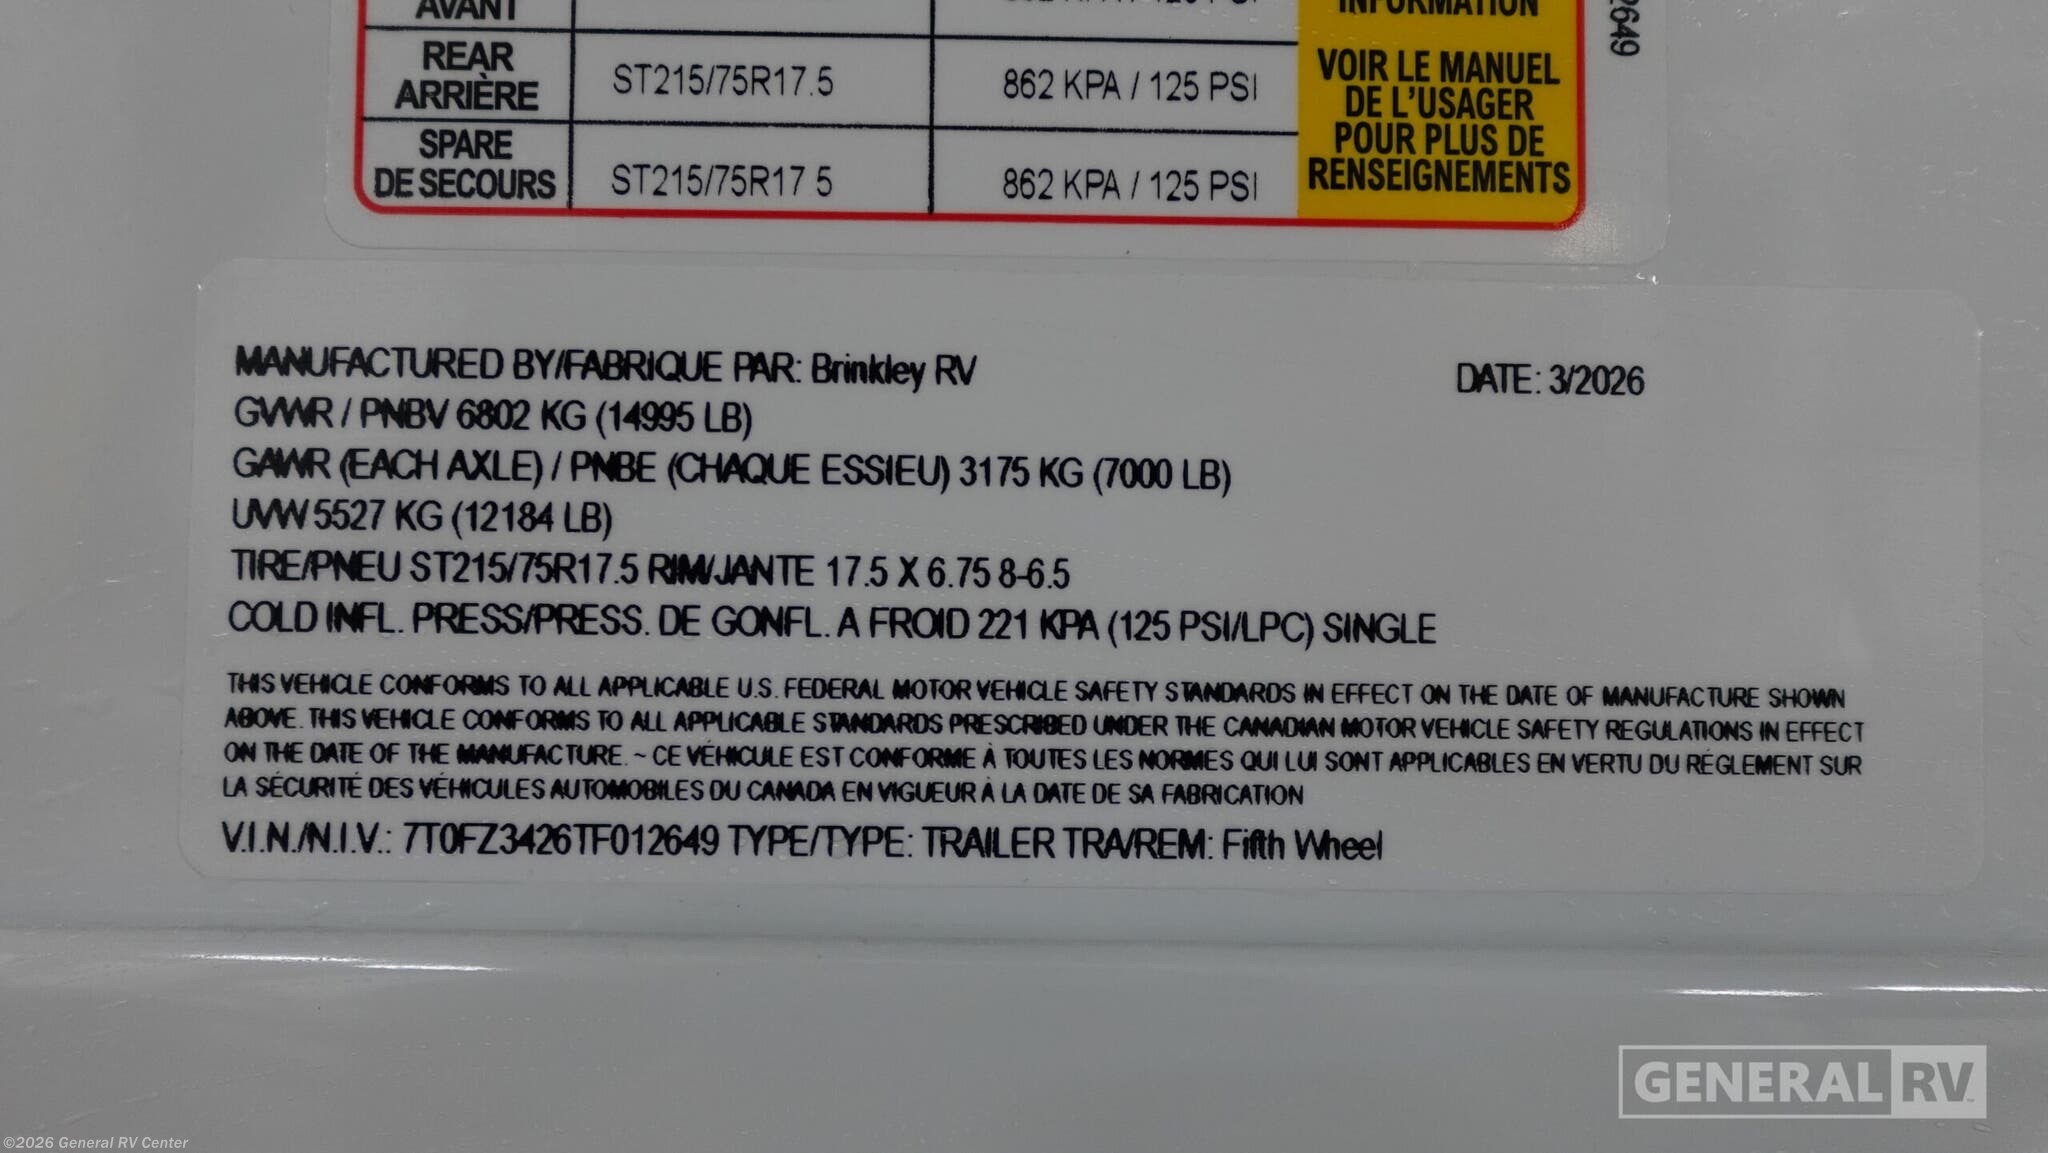 AVANT
INFORMATION
REAR
ARRIÈRE
ST215/75R17.5
862 KPA / 125 PSI
SPARE
DE SECOURS
ST215/75R17 5
862 KPA / 125 PSI
VOIR LE MANUEL
DE L'USAGER
POUR PLUS DE
RENSEIGNEMENTS
2649
MANUFACTURED BY/FABRIQUE PAR: Brinkley RV
DATE: 3/2026
GVWR / PNBV 6802 KG (14995 LB)
GAWR (EACH AXLE) / PNBE (CHAQUE ESSIEU) 3175 KG (7000 LB)
UVW 5527 KG (12184 LB)
TIRE/PNEU ST215/75R17.5 RIM/JANTE 17.5 X 6.75 8-6.5
COLD INFL. PRESS/PRESS. DE GONFL. A FROID 221 KPA (125 PSI/LPC) SINGLE
THIS VEHICLE CONFORMS TO ALL APPLICABLE U.S. FEDERAL MOTOR VEHICLE SAFETY STANDARDS IN EFFECT ON THE DATE OF MANUFACTURE SHOWN
ABOVE. THIS VEHICLE CONFORMS TO ALL APPLICABLE STANDARDS PRESCRIBED UNDER THE CANADIAN MOTOR VEHICLE SAFETY REGULATIONS IN EFFECT
ON THE DATE OF THE MANUFACTURE. ~ CE VÉHICULE EST CONFORME À TOUTES LES NORMES QUI LUI SONT APPLICABLES EN VERTU DU RÉGLEMENT SUR
LA SÉCURITÉ DES VÉHICULES AUTOMOBILES DU CANADA EN VIGUEUR À LA DATE DE SA FABRICATION
V.I.N./N.I.V.: 7T0FZ3426TF012649 TYPE/TYPE: TRAILER TRA/REM: Fifth Wheel
GENERAL RV
©2026 General RV Center